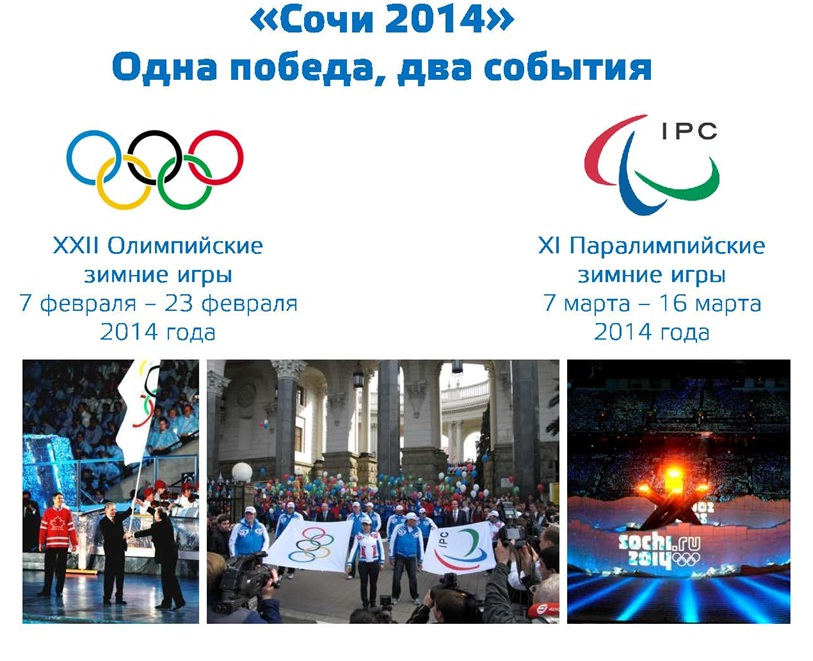 «Сочи 2014»
Одна победа, два события
IPC
XXII Олимпийские
зимние игры
7 февраля – 23 февраля
2014 года
XI Паралимпийские
зимние игры
7 марта – 16 марта
2014 года
IPC
sochi.ru
2014